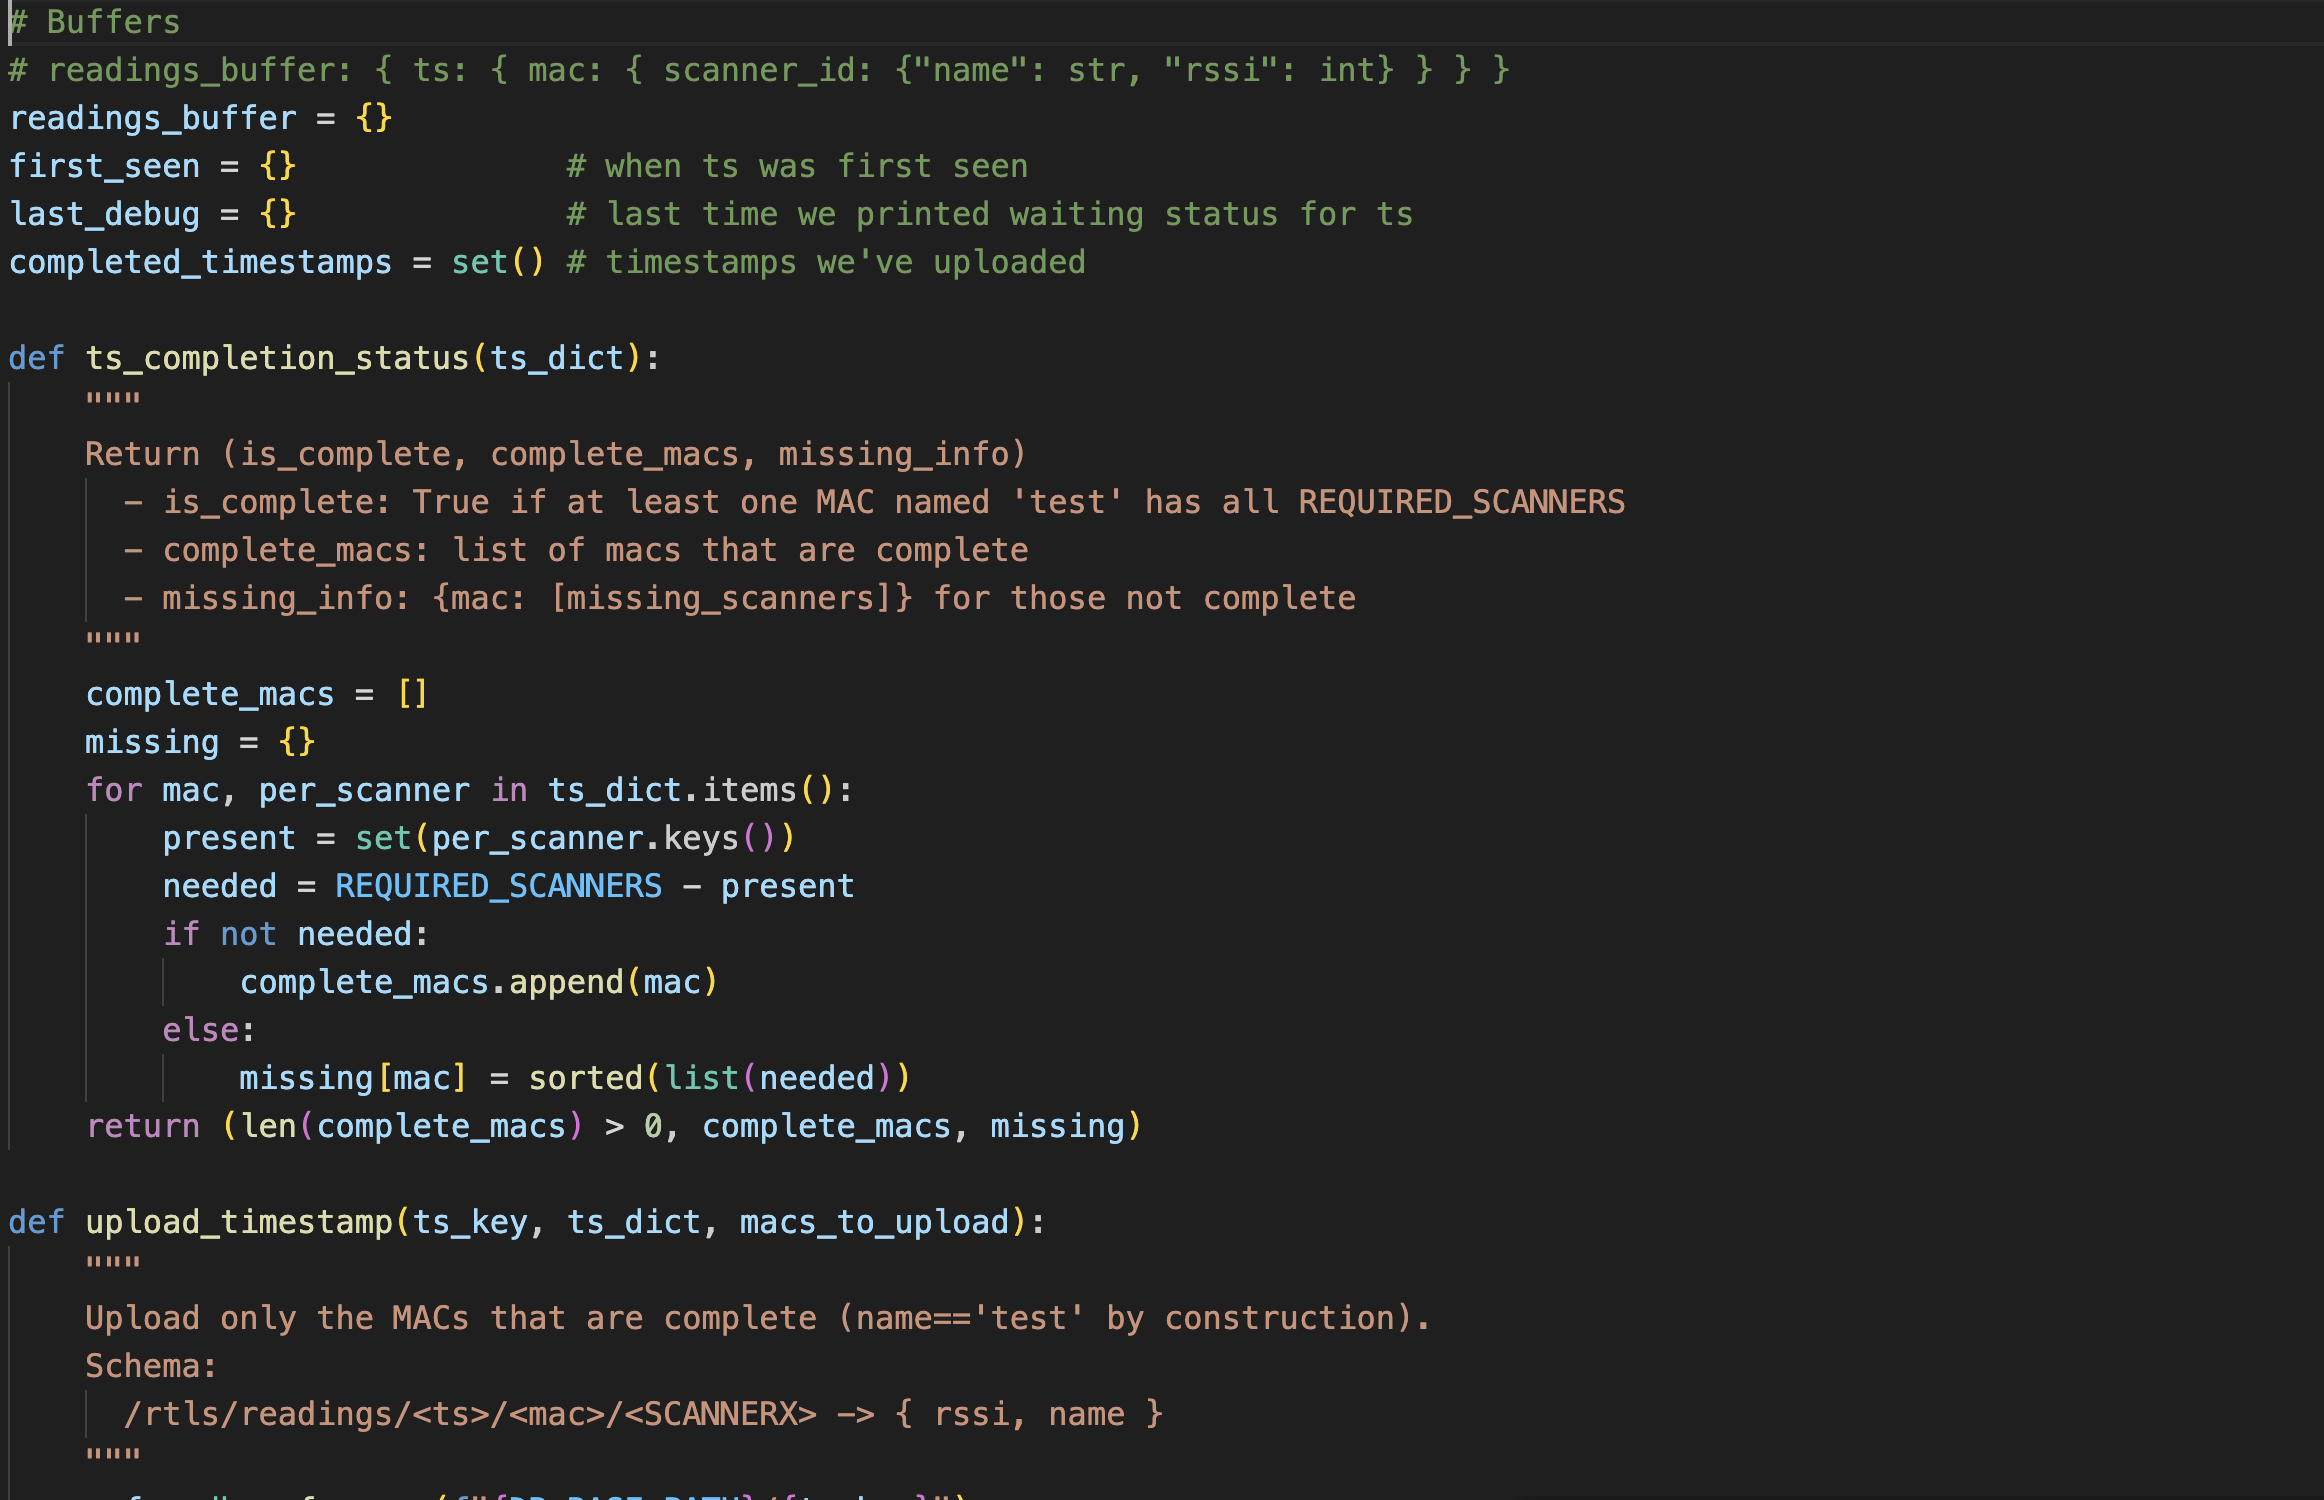 # Buffers
# readings_buffer: { ts: { mac: { scanner_id: {"name": str, "rssi": int} } } }
readings_buffer = {}
first_seen = {}              # when ts was first seen
last_debug = {}              # last time we printed waiting status for ts
completed_timestamps = set() # timestamps we've uploaded

def ts_completion_status(ts_dict):
    """
    Return (is_complete, complete_macs, missing_info)
      - is_complete: True if at least one MAC named 'test' has all REQUIRED_SCANNERS
      - complete_macs: list of macs that are complete
      - missing_info: {mac: [missing_scanners]} for those not complete
    """
    complete_macs = []
    missing = {}
    for mac, per_scanner in ts_dict.items():
        present = set(per_scanner.keys())
        needed = REQUIRED_SCANNERS - present
        if not needed:
            complete_macs.append(mac)
        else:
            missing[mac] = sorted(list(needed))
    return (len(complete_macs) > 0, complete_macs, missing)

def upload_timestamp(ts_key, ts_dict, macs_to_upload):
    """
    Upload only the MACs that are complete (name=='test' by construction).
    Schema:
      /rtls/readings/<ts>/<mac>/<SCANNERX> -> { rssi, name }
    """